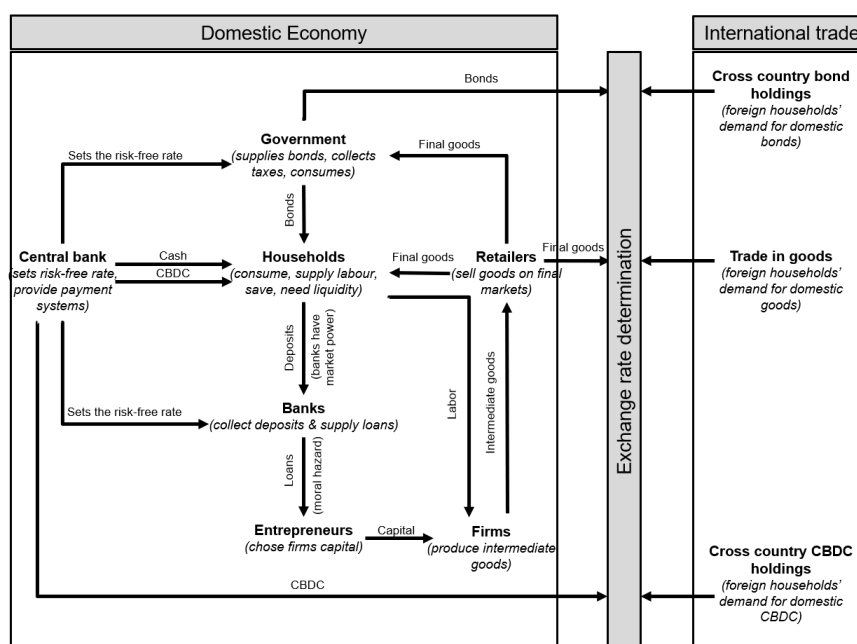 Domestic Economy
International trade
Bonds
Cross country bond
holdings
(foreign households'
demand for domestic
bonds)
Government
(supplies bonds, collects
taxes, consumes)
Sets the risk-free rate
Final goods
Bonds
Central bank
(sets risk-free rate,
provide payment
systems)
Cash
CBDC
Households
(consume, supply labour,
save, need liquidity)
Final goods
Retailers
(sell goods on final
markets)
Final goods
Exchange rate determination
Trade in goods
(foreign households'
demand for domestic
goods)
Deposits
(banks have
market power)
Labor
Intermediate goods
Sets the risk-free rate
Banks
(collect deposits & supply loans)
Loans
(moral hazard)
Entrepreneurs
(chose firms capital)
Capital
Firms
(produce intermediate
goods)
CBDC
Cross country CBDC
holdings
(foreign households'
demand for domestic
CBDC)